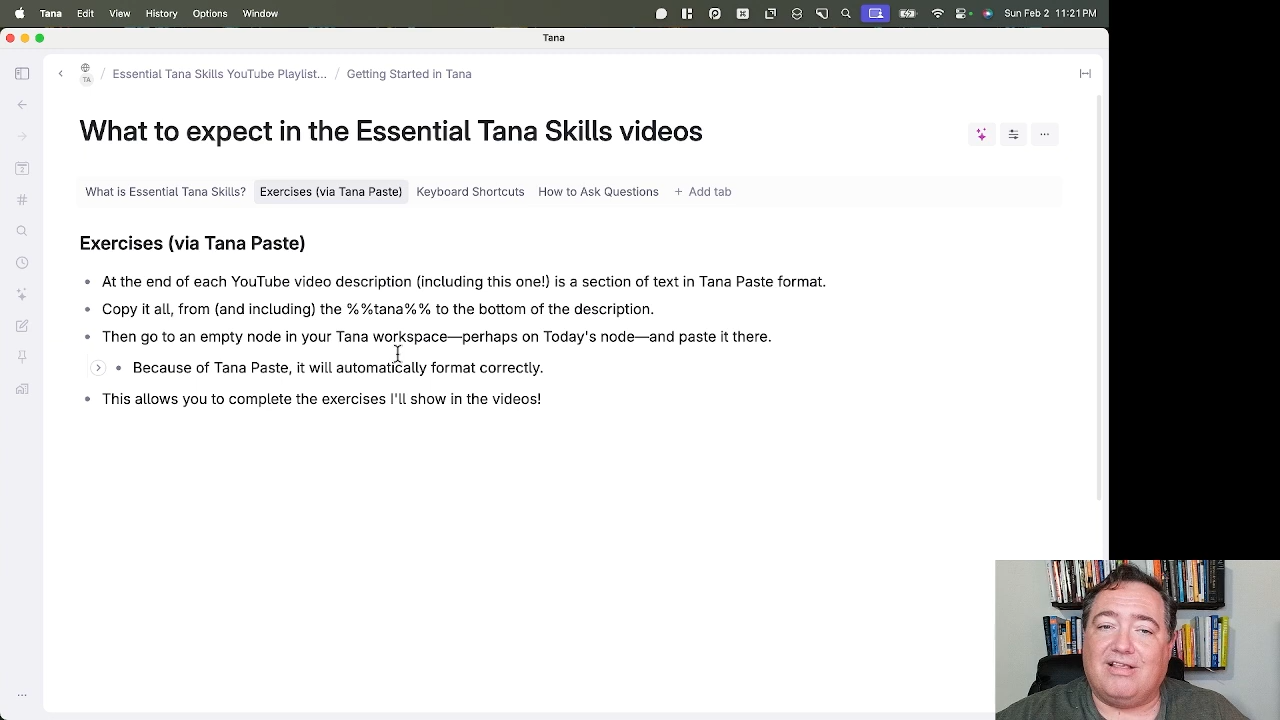 Tana Edit View History Options Window Sun Feb 2 11:21 PM
Tana
TA / Essential Tana Skills YouTube Playlist... / Getting Started in Tana
What to expect in the Essential Tana Skills videos
What is Essential Tana Skills? Exercises (via Tana Paste) Keyboard Shortcuts How to Ask Questions + Add tab
Exercises (via Tana Paste)
At the end of each YouTube video description (including this one!) is a section of text in Tana Paste format.
Copy it all, from (and including) the %%tana%% to the bottom of the description.
Then go to an empty node in your Tana workspace—perhaps on Today's node—and paste it there.
Because of Tana Paste, it will automatically format correctly.
This allows you to complete the exercises I'll show in the videos!